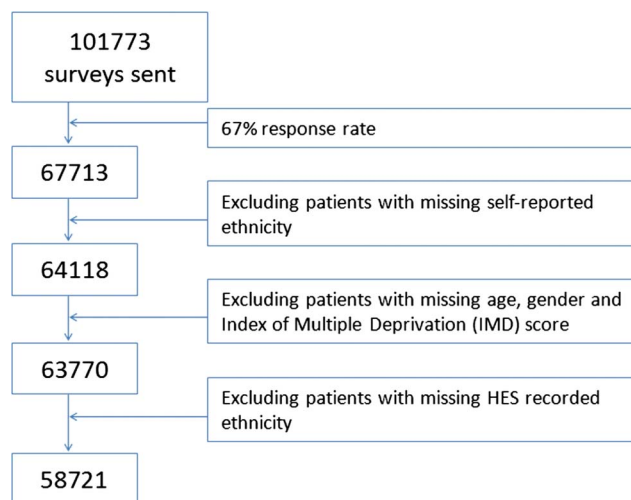 101773
surveys sent
67% response rate
67713
Excluding patients with missing self-reported
ethnicity
64118
Excluding patients with missing age, gender and
Index of Multiple Deprivation (IMD) score
63770
Excluding patients with missing HES recorded
ethnicity
58721